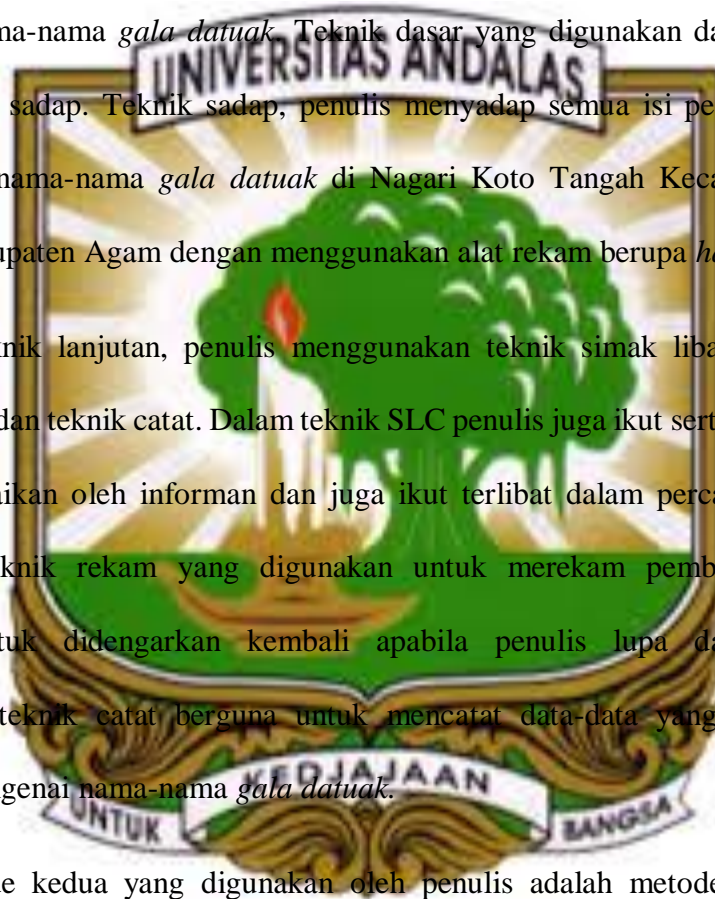 ma-nama gala datuak. Teknik dasar yang digunakan da
UNIVERSITAS ANDALAS
sadap. Teknik sadap, penulis menyadap semua isi pe
nama-nama gala datuak di Nagari Koto Tangah Keca
upaten Agam dengan menggunakan alat rekam berupa ha
nik lanjutan, penulis menggunakan teknik simak liba
dan teknik catat. Dalam teknik SLC penulis juga ikut sert
aikan oleh informan dan juga ikut terlibat dalam perca
knik rekam yang digunakan untuk merekam pemb
tuk didengarkan kembali apabila penulis lupa da
teknik catat berguna untuk mencatat data-data yang
ngenai nama-nama gala datuak.
UNTUK KEDJAJAAN BANGSA
e kedua yang digunakan oleh penulis adalah metode